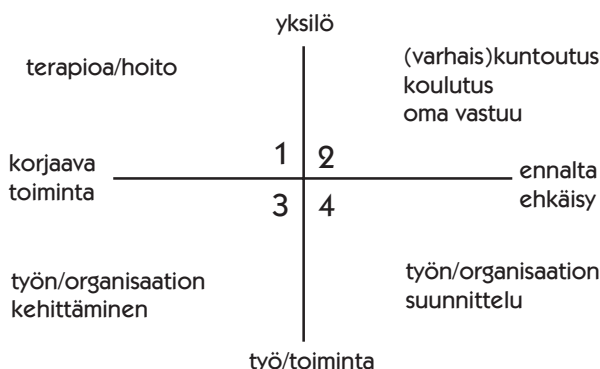 yksilö
terapioa/hoito
(varhais)kuntoutus
koulutus
oma vastuu
1 2
korjaava
toiminta
ennalta
ehkäisy
3 4
työn/organisaation
kehittäminen
työn/organisaation
suunnittelu
työ/toiminta